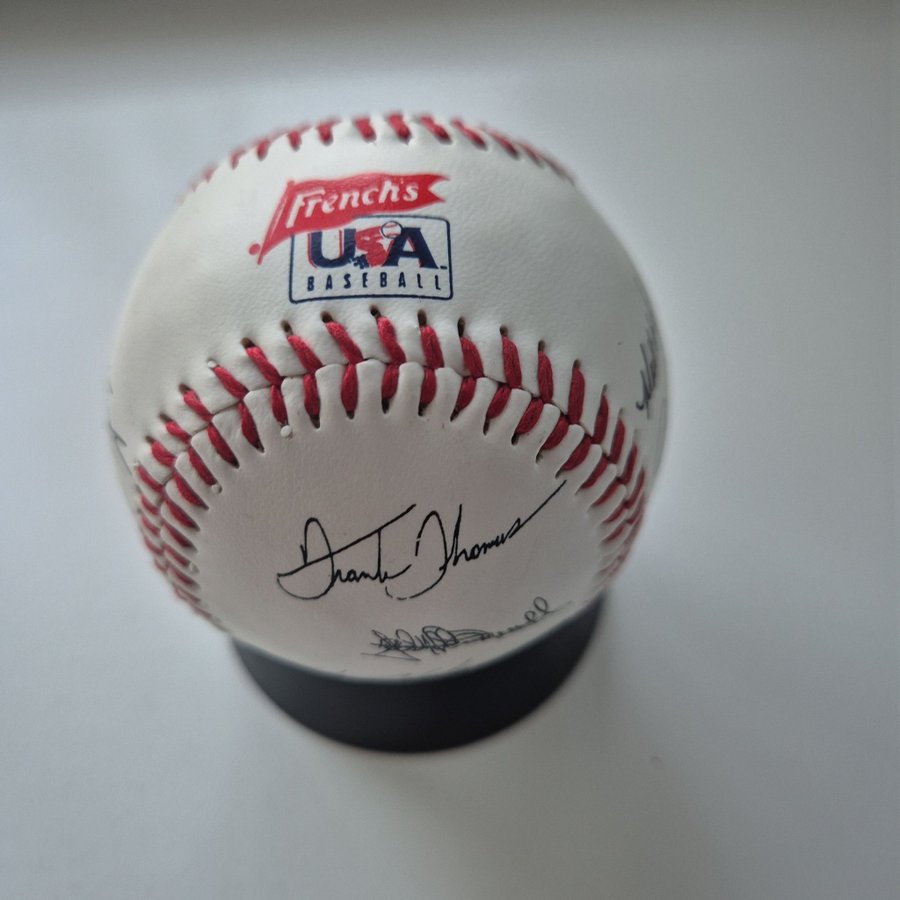 French's
USA
BASEBALL
Frank Thomas